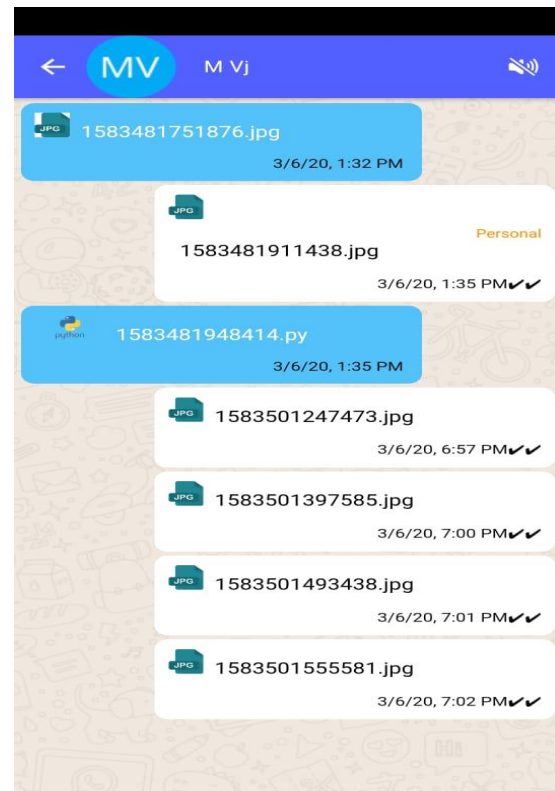 MV M Vj
JPG 1583481751876.jpg
3/6/20, 1:32 PM
JPG
Personal
1583481911438.jpg
3/6/20, 1:35 PM✔✔
python 1583481948414.py
3/6/20, 1:35 PM
JPG 1583501247473.jpg
3/6/20, 6:57 PM✔✔
JPG 1583501397585.jpg
3/6/20, 7:00 PM✔✔
JPG 1583501493438.jpg
3/6/20, 7:01 PM✔✔
JPG 1583501555581.jpg
3/6/20, 7:02 PM✔✔